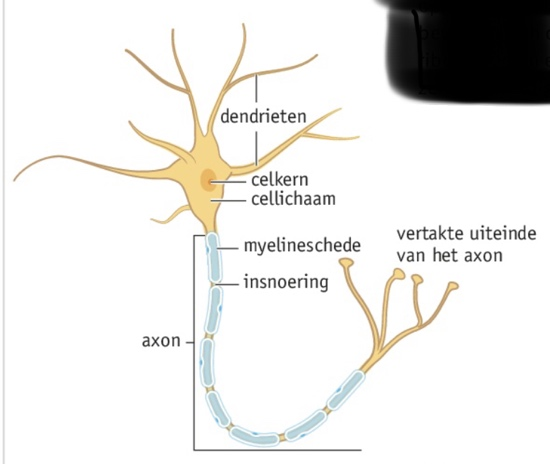 dendrieten
celkern
cellichaam
myelineschede
vertakte uiteinde
van het axon
insnoering
axon